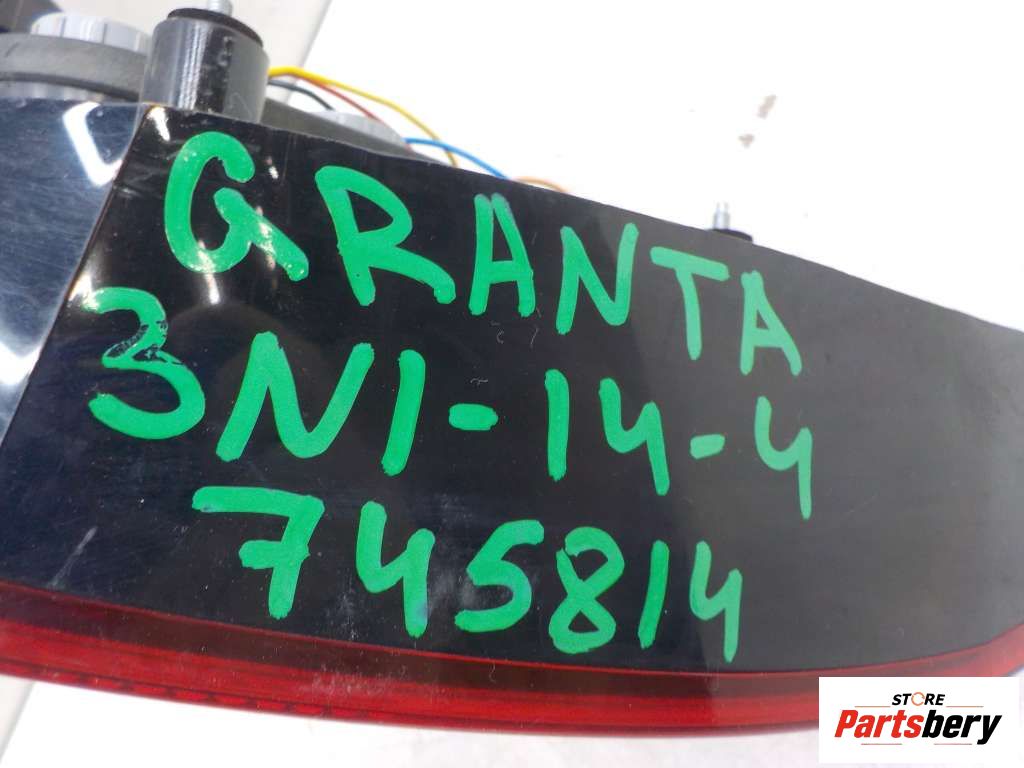 GRANTA
3N1-14-4
745814
STORE
Partsbery